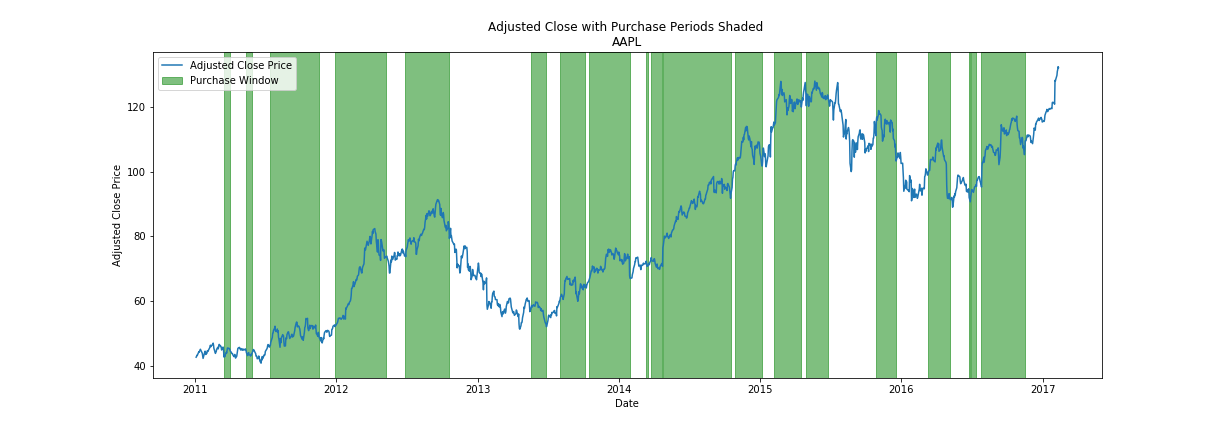 Adjusted Close with Purchase Periods Shaded
AAPL
Adjusted Close Price
Purchase Window
Adjusted Close Price
120
100
80
60
40
2011 2012 2013 2014 2015 2016 2017
Date